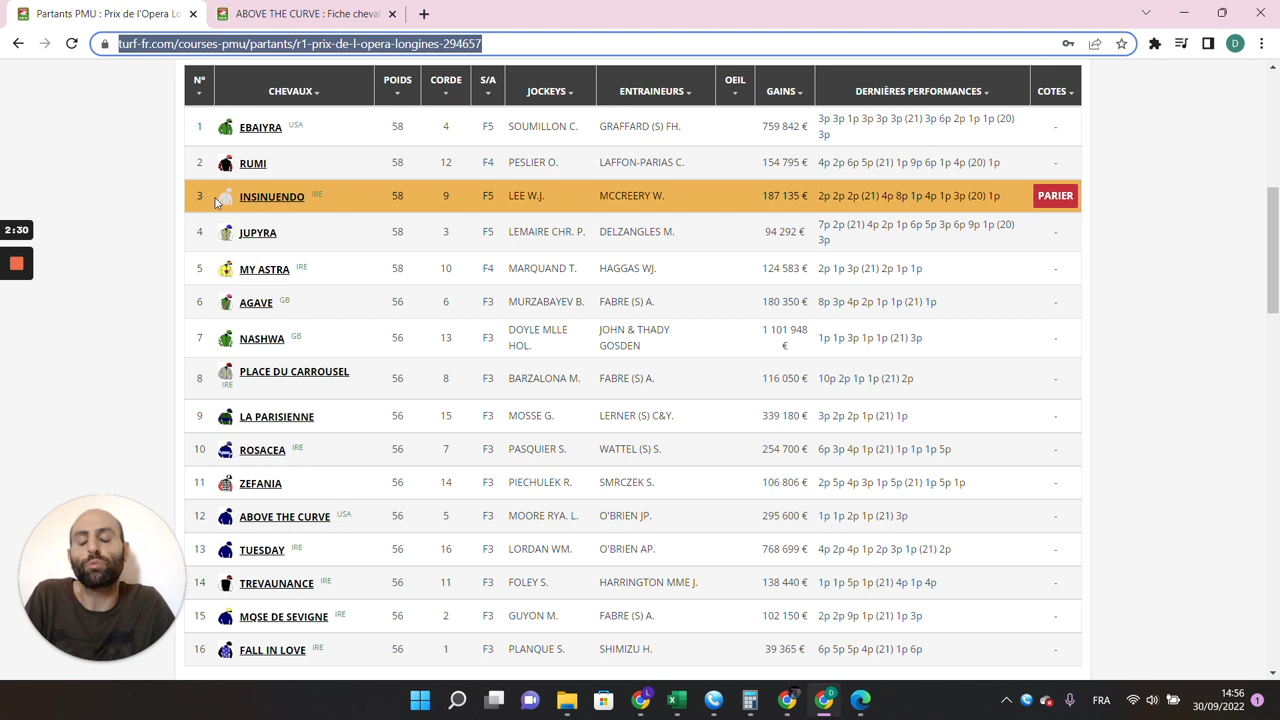 Partants PMU : Prix de l'Opera Lo
ABOVE THE CURVE : Fiche cheval
turf-fr.com/courses-pmu/partants/r1-prix-de-l-opera-longines-294657
D
N° CHEVAUX POIDS CORDE S/A JOCKEYS ENTRAINEURS OEIL GAINS DERNIÈRES PERFORMANCES COTES
1 EBAIYRA USA 58 4 F5 SOUMILLON C. GRAFFARD (S) FH. 759 842 € 3p 3p 1p 3p 3p 3p (21) 3p 6p 2p 1p 1p (20)
3p -
2 RUMI 58 12 F4 PESLIER O. LAFFON-PARIAS C. 154 795 € 4p 2p 6p 5p (21) 1p 9p 6p 1p 4p (20) 1p -
3 INSINUENDO IRE 58 9 F5 LEE W.J. MCCREERY W. 187 135 € 2p 2p 2p (21) 4p 8p 1p 4p 1p 3p (20) 1p PARIER
2:30
4 JUPYRA 58 3 F5 LEMAIRE CHR. P. DELZANGLES M. 94 292 € 7p 2p (21) 4p 2p 1p 6p 5p 3p 6p 9p 1p (20)
3p -
5 MY ASTRA IRE 58 10 F4 MARQUAND T. HAGGAS WJ. 124 583 € 2p 1p 3p (21) 2p 1p 1p -
6 AGAVE GB 56 6 F3 MURZABAYEV B. FABRE (S) A. 180 350 € 8p 3p 4p 2p 1p 1p (21) 1p -
7 NASHWA GB 56 13 F3 DOYLE MLLE JOHN & THADY 1 101 948 1p 1p 3p 1p 1p (21) 3p -
HOL. GOSDEN €
8 PLACE DU CARROUSEL 56 8 F3 BARZALONA M. FABRE (S) A. 116 050 € 10p 2p 1p 1p (21) 2p -
IRE
9 LA PARISIENNE 56 15 F3 MOSSE G. LERNER (S) C&Y. 339 180 € 3p 2p 2p 1p (21) 1p -
10 ROSACEA IRE 56 7 F3 PASQUIER S. WATTEL (S) S. 254 700 € 6p 3p 4p 1p (21) 1p 1p 1p 5p -
11 ZEFANIA 56 14 F3 PIECHULEK R. SMRCZEK S. 106 806 € 2p 5p 4p 3p 1p 5p (21) 1p 5p 1p -
12 ABOVE THE CURVE USA 56 5 F3 MOORE RYA. L. O'BRIEN JP. 295 600 € 1p 1p 2p 1p (21) 3p -
13 TUESDAY IRE 56 16 F3 LORDAN WM. O'BRIEN AP. 768 699 € 4p 2p 4p 1p 2p 3p 1p (21) 2p -
14 TREVAUNANCE IRE 56 11 F3 FOLEY S. HARRINGTON MME J. 138 440 € 1p 1p 5p 1p (21) 4p 1p 4p -
15 MQSE DE SEVIGNE IRE 56 2 F3 GUYON M. FABRE (S) A. 102 150 € 2p 2p 9p 1p (21) 1p 3p -
16 FALL IN LOVE IRE 56 1 F3 PLANQUE S. SHIMIZU H. 39 365 € 6p 5p 5p 4p (21) 1p 6p -
FRA
14:56
30/09/2022
1